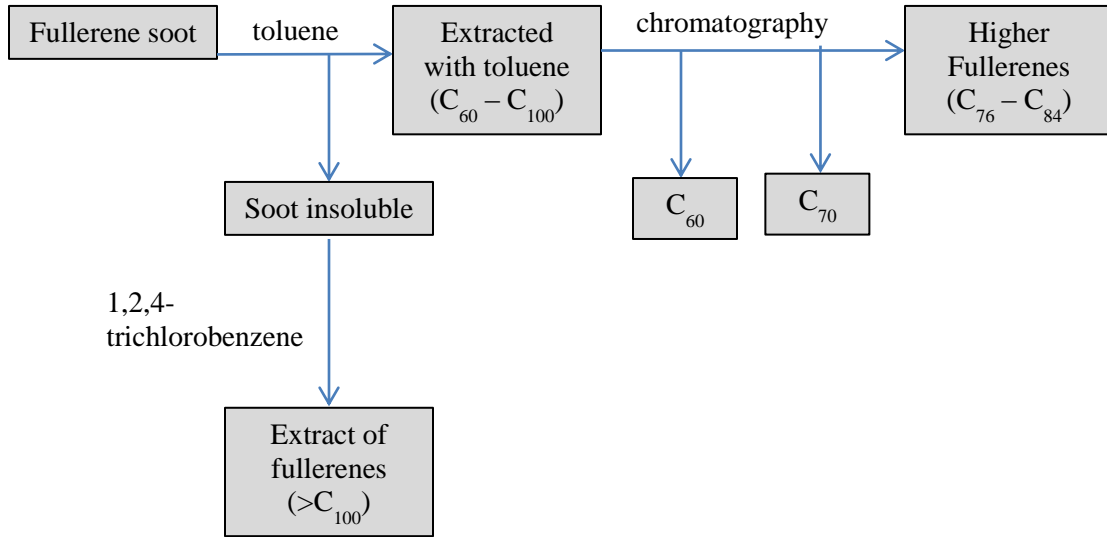 Fullerene soot
toluene
Extracted
with toluene
(C₆₀ – C₁₀₀)
chromatography
Higher
Fullerenes
(C₇₆ – C₈₄)
Soot insoluble
C₆₀
C₇₀
1,2,4-
trichlorobenzene
Extract of
fullerenes
(>C₁₀₀)